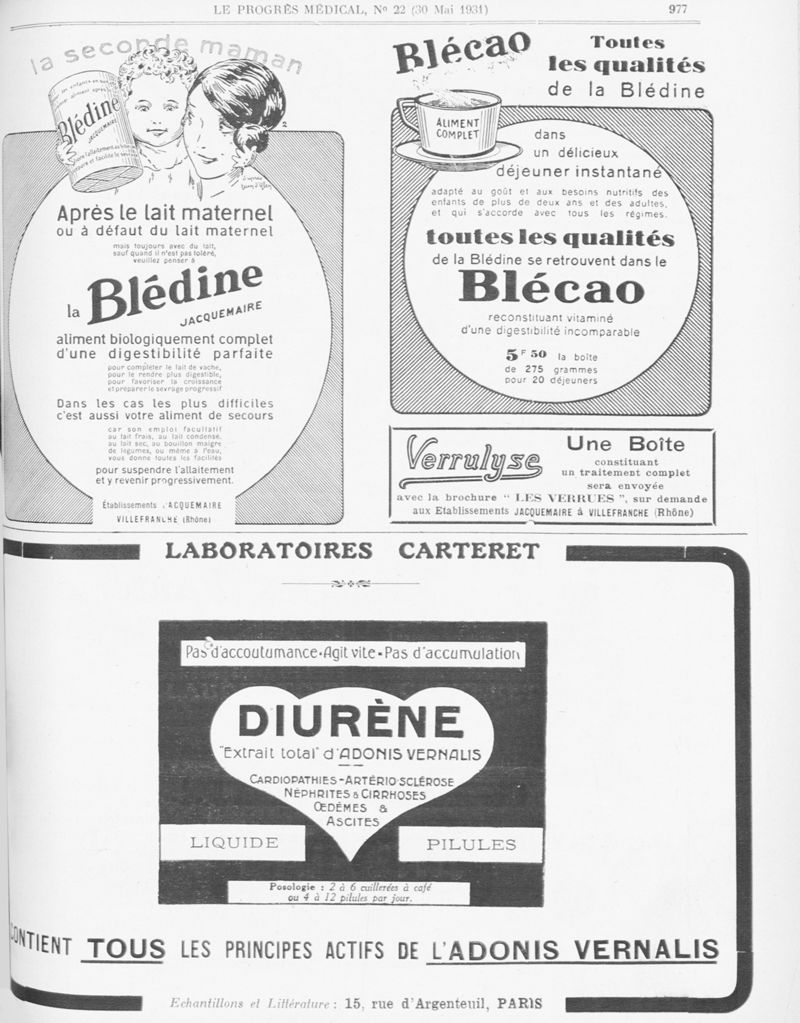 LE PROGRÈS MÉDICAL, No 22 (30 Mai 1931)
977
la seconde maman
Blédine
JACQUEMAIRE
Après le lait maternel
ou à défaut du lait maternel
mais toujours avec du lait,
sauf quand il n'est pas toléré,
veuillez penser à
la Blédine
JACQUEMAIRE
aliment biologiquement complet
d'une digestibilité parfaite
pour compléter le lait de vache,
pour le rendre plus digestible,
pour favoriser la croissance
et préparer le sevrage progressif
Dans les cas les plus difficiles
c'est aussi votre aliment de secours
car son emploi facultatif
au lait frais, au lait condensé,
au lait sec, au bouillon maigre
de légumes, ou même à l'eau,
vous donne toutes les facilités
pour suspendre l'allaitement
et y revenir progressivement.
Établissements JACQUEMAIRE
VILLEFRANCHE (Rhône)
Blécao
Toutes
les qualités
de la Blédine
ALIMENT
COMPLET
dans
un délicieux
déjeuner instantané
adapté au goût et aux besoins nutritifs des
enfants de plus de deux ans et des adultes,
et qui s'accorde avec tous les régimes.
toutes les qualités
de la Blédine se retrouvent dans le
Blécao
reconstituant vitaminé
d'une digestibilité incomparable
5F 50 la boîte
de 275 grammes
pour 20 déjeuners
Verrulyse
Une Boîte
constituant
un traitement complet
sera envoyée
avec la brochure " LES VERRUES ", sur demande
aux Etablissements JACQUEMAIRE à VILLEFRANCHE (Rhône)
LABORATOIRES CARTERET
Pas d'accoutumance-Agit vite-Pas d'accumulation
DIURÈNE
"Extrait total" d'ADONIS VERNALIS
CARDIOPATHIES-ARTÉRIO-SCLÉROSE
NÉPHRITES & CIRRHOSES
ŒDÈMES &
ASCITES
LIQUIDE
PILULES
Posologie : 2 à 6 cuillerées à café
ou 4 à 12 pilules par jour.
CONTIENT TOUS LES PRINCIPES ACTIFS DE L'ADONIS VERNALIS
Echantillons et Littérature : 15, rue d'Argenteuil, PARIS